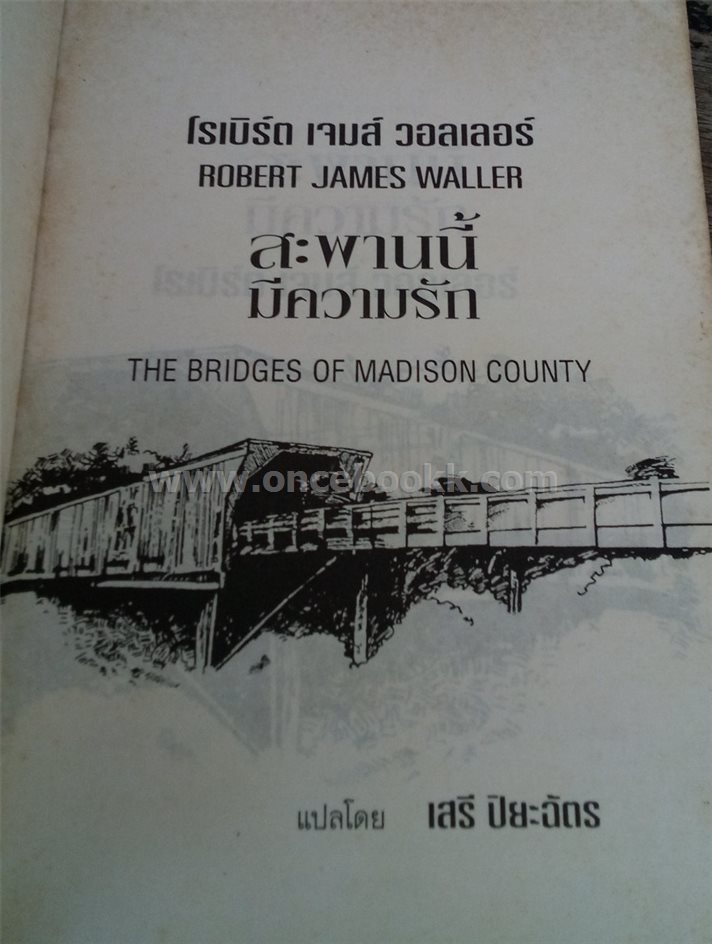 โรเบิร์ต เจมส์ วอลเลอร์
ROBERT JAMES WALLER
สะพานนี้
มีความรัก
THE BRIDGES OF MADISON COUNTY
www.oncebookk.com
แปลโดย เสรี ปิยะฉัตร